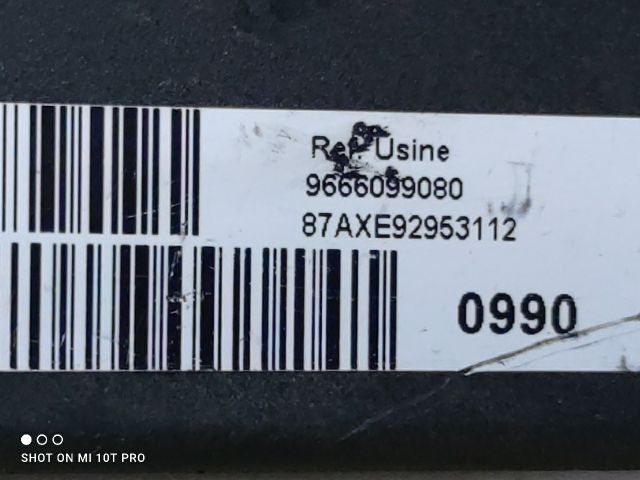 Ref Usine
9666099080
87AXE92953112
0990
SHOT ON MI 10T PRO